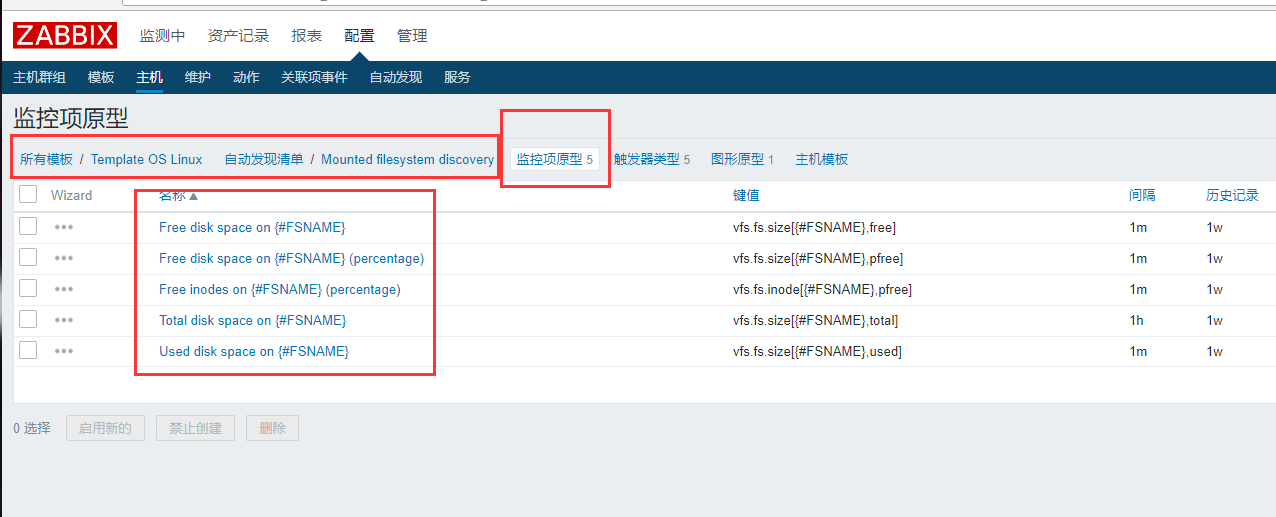 ZABBIX 监测中 资产记录 报表 配置 管理
主机群组 模板 主机 维护 动作 关联项事件 自动发现 服务
监控项原型
所有模板 / Template OS Linux 自动发现清单 / Mounted filesystem discovery 监控项原型 5 触发器类型 5 图形原型 1 主机模板
Wizard 名称 键值 间隔 历史记录
Free disk space on {#FSNAME} vfs.fs.size[{#FSNAME},free] 1m 1w
Free disk space on {#FSNAME} (percentage) vfs.fs.size[{#FSNAME},pfree] 1m 1w
Free inodes on {#FSNAME} (percentage) vfs.fs.inode[{#FSNAME},pfree] 1m 1w
Total disk space on {#FSNAME} vfs.fs.size[{#FSNAME},total] 1h 1w
Used disk space on {#FSNAME} vfs.fs.size[{#FSNAME},used] 1m 1w
0 选择 启用新的 禁止创建 删除